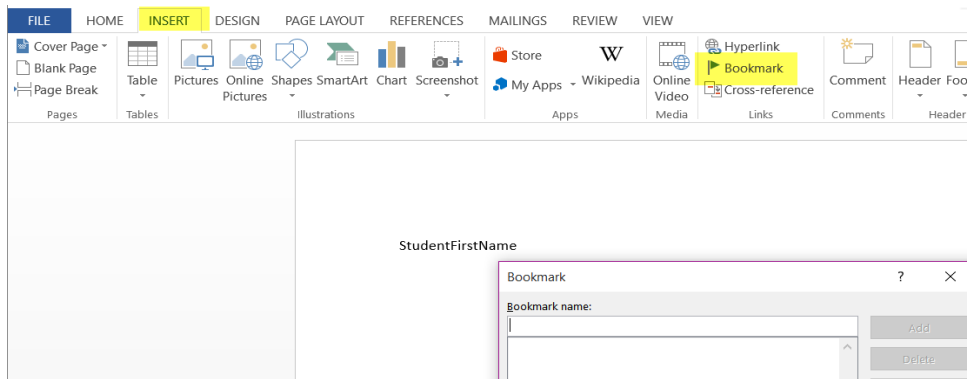 FILE HOME INSERT DESIGN PAGE LAYOUT REFERENCES MAILINGS REVIEW VIEW
Cover Page
Blank Page
Page Break
Table
Pictures
Online
Pictures
Shapes
SmartArt
Chart
Screenshot
Store
My Apps
W
Wikipedia
Online
Video
Hyperlink
Bookmark
Cross-reference
Comment
Header
Foo
Pages Tables Illustrations Apps Media Links Comments Header
StudentFirstName
Bookmark ? X
Bookmark name:
Add
Delete